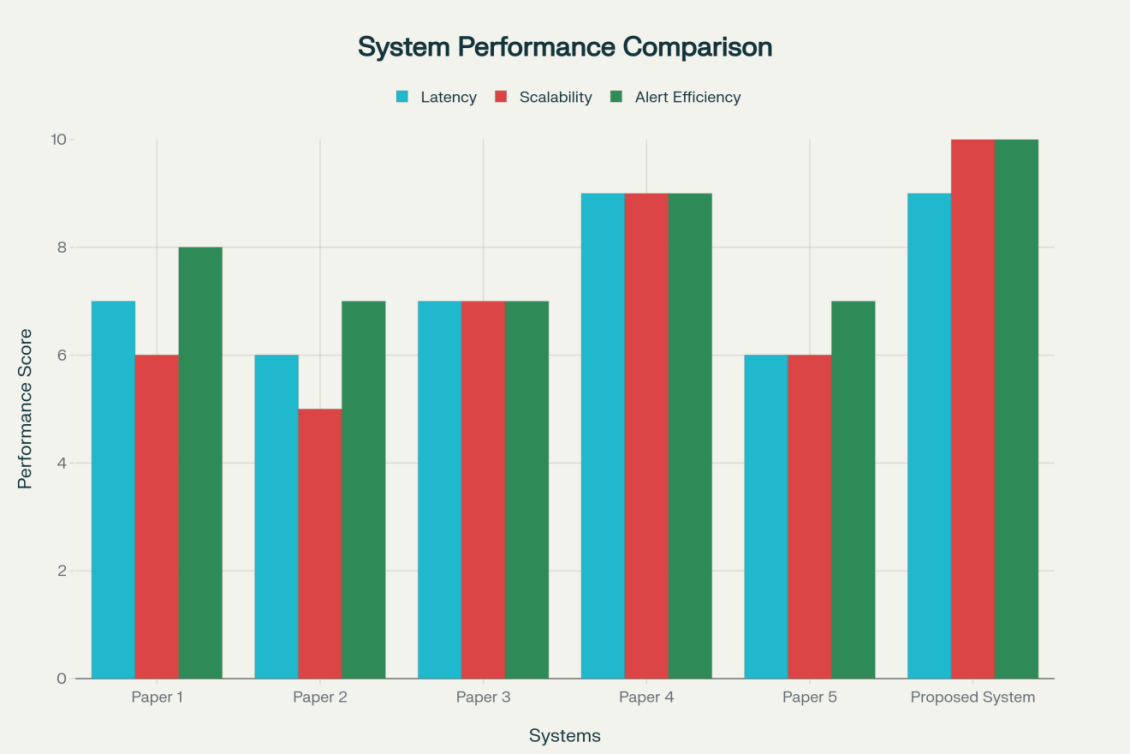 System Performance Comparison
Latency Scalability Alert Efficiency
10
8
6
4
2
0
Performance Score
Paper 1 Paper 2 Paper 3 Paper 4 Paper 5 Proposed System
Systems